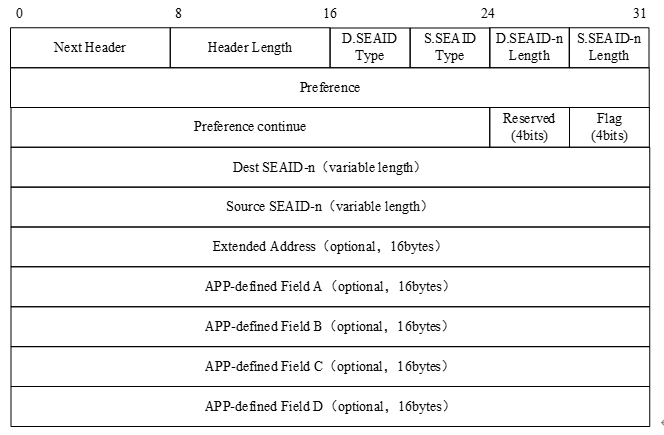 0 8 16 24 31
Next Header Header Length D.SEAID Type S.SEAID Type D.SEAID-n Length S.SEAID-n Length
Preference
Preference continue Reserved (4bits) Flag (4bits)
Dest SEAID-n（variable length）
Source SEAID-n（variable length）
Extended Address（optional，16bytes）
APP-defined Field A（optional，16bytes）
APP-defined Field B（optional，16bytes）
APP-defined Field C（optional，16bytes）
APP-defined Field D（optional，16bytes）